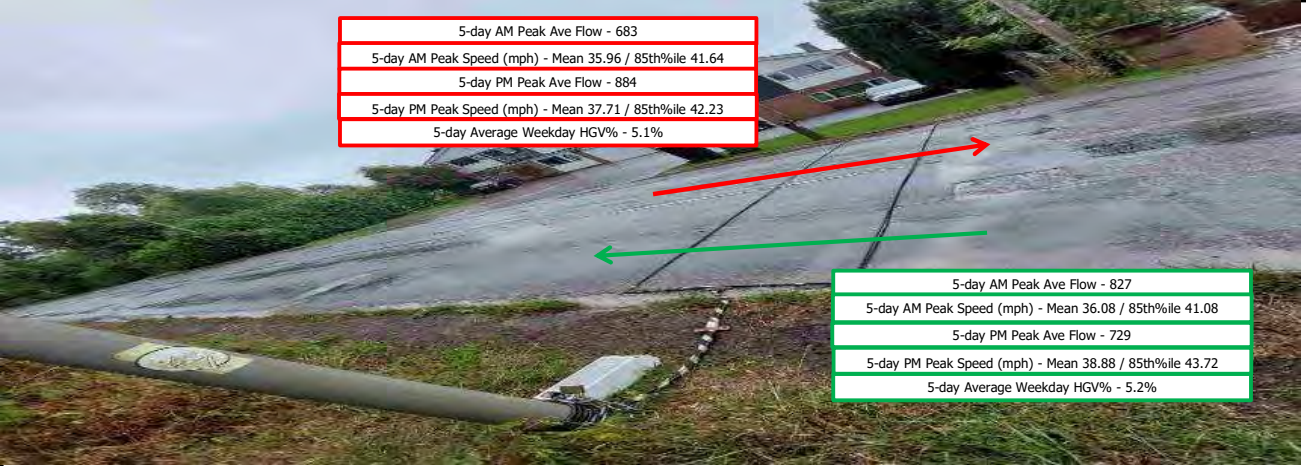 5-day AM Peak Ave Flow - 683
5-day AM Peak Speed (mph) - Mean 35.96 / 85th%ile 41.64
5-day PM Peak Ave Flow - 884
5-day PM Peak Speed (mph) - Mean 37.71 / 85th%ile 42.23
5-day Average Weekday HGV% - 5.1%
5-day AM Peak Ave Flow - 827
5-day AM Peak Speed (mph) - Mean 36.08 / 85th%ile 41.08
5-day PM Peak Ave Flow - 729
5-day PM Peak Speed (mph) - Mean 38.88 / 85th%ile 43.72
5-day Average Weekday HGV% - 5.2%